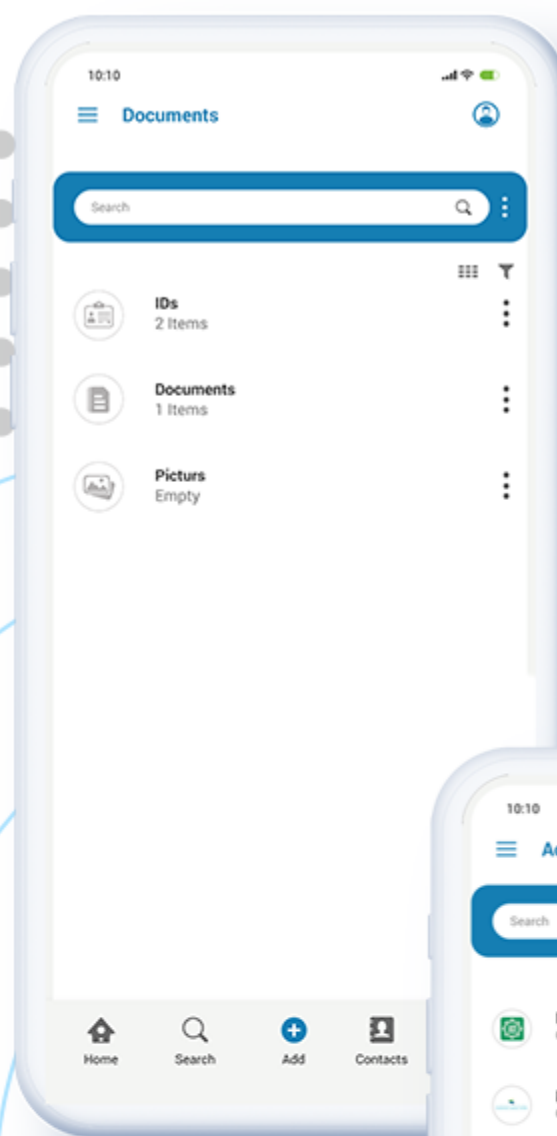 10:10
Documents
Search
IDs
2 Items
Documents
1 Items
Picturs
Empty
Home
Search
Add
Contacts
10:10
Search